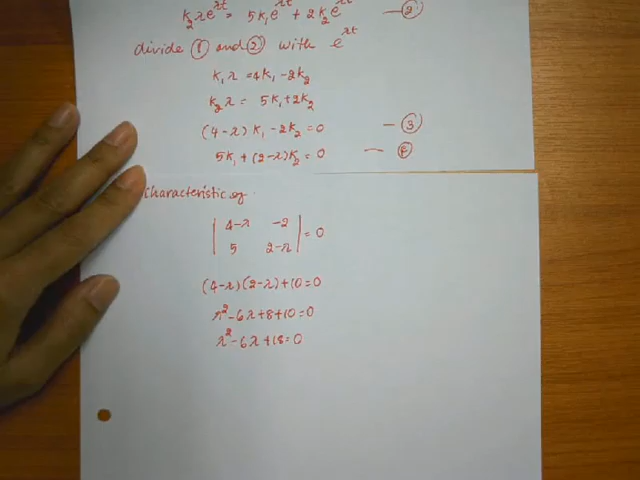 k₂λe^λt = 5k₁e^λt + 2k₂e^λt —②
divide ① and ② with e^λt
k₁λ = 4k₁ - 2k₂
k₂λ = 5k₁ + 2k₂
(4-λ) k₁ - 2k₂ = 0 — ③
5k₁ + (2-λ)k₂ = 0 —
Characteristic
| 4-λ -2 |
| 5 2-λ | = 0
(4-λ)(2-λ)+10=0
λ²-6λ+8+10=0
λ²-6λ+18=0